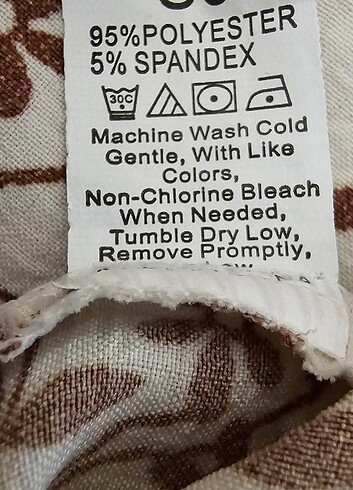 95%POLYESTER
5% SPANDEX
30C
Machine Wash Cold
Gentle, With Like
Colors,
Non-Chlorine Bleach
When Needed,
Tumble Dry Low,
Remove Promptly,